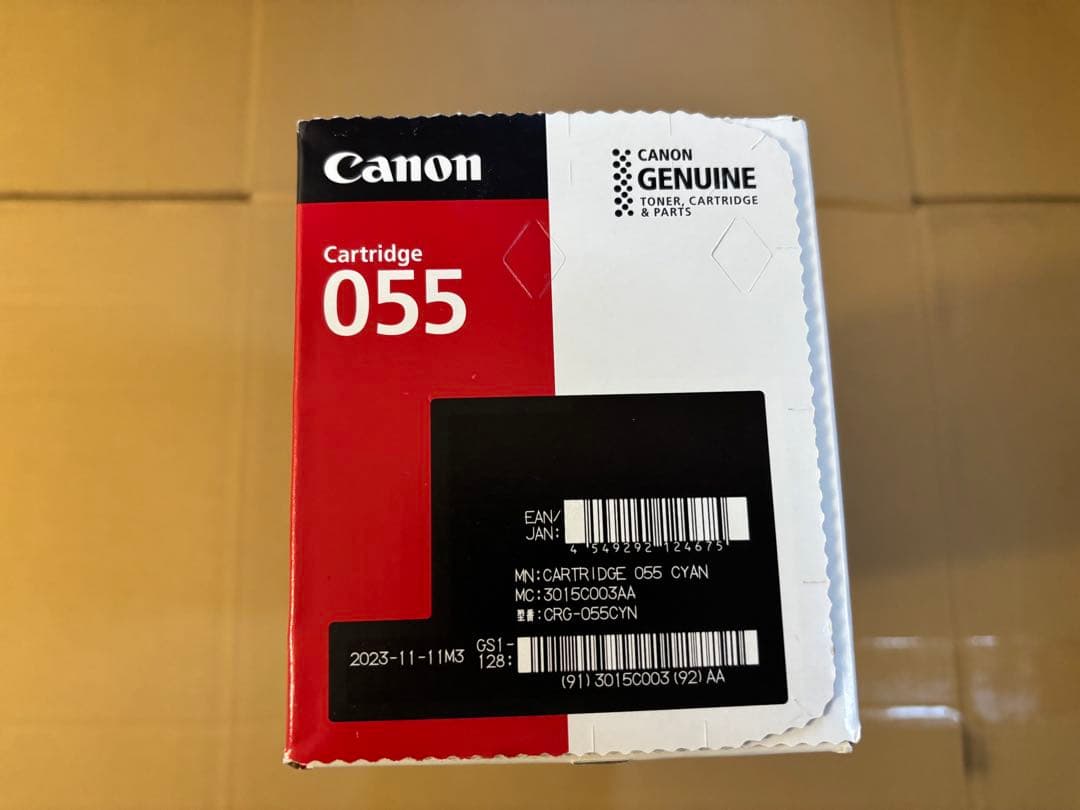 Canon
CANON
GENUINE
TONER, CARTRIDGE
& PARTS
Cartridge
055
EAN/
JAN:
4 549292 124675
MN:CARTRIDGE 055 CYAN
MC:3015C003AA
型番:CRG-055CYN
2023-11-11M3
GS1-
128:
(91)3015C003(92)AA